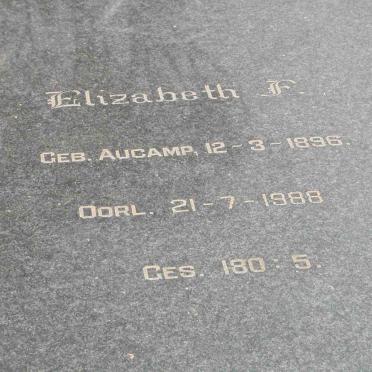 Elizabeth F.
GEB. AUCAMP, 12-3-1896.
OORL. 21-7-1988
GES. 180:5.